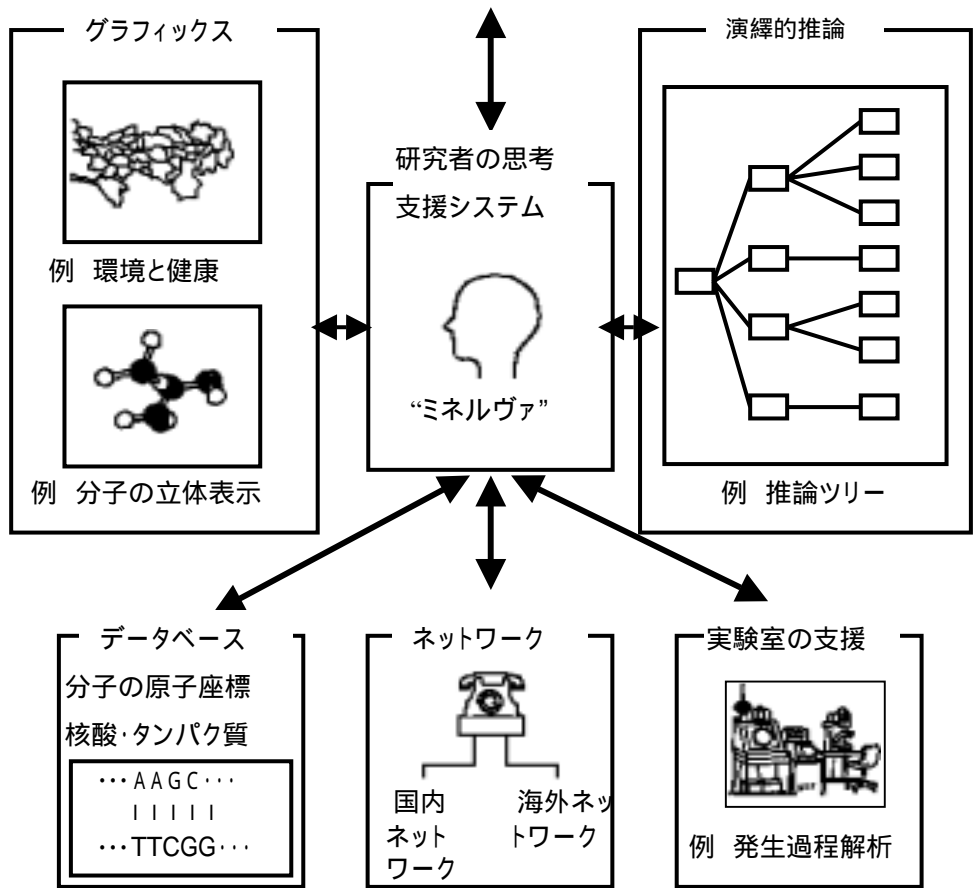 グラフィックス
例 環境と健康
例 分子の立体表示
研究者の思考
支援システム
“ミネルヴァ”
演繹的推論
例 推論ツリー
データベース
分子の原子座標
核酸･タンパク質
･･･AAGC･･･
IIIII
･･･TTCGG･･･
ネットワーク
国内
ネット
ワーク
海外ネッ
トワーク
実験室の支援
例 発生過程解析